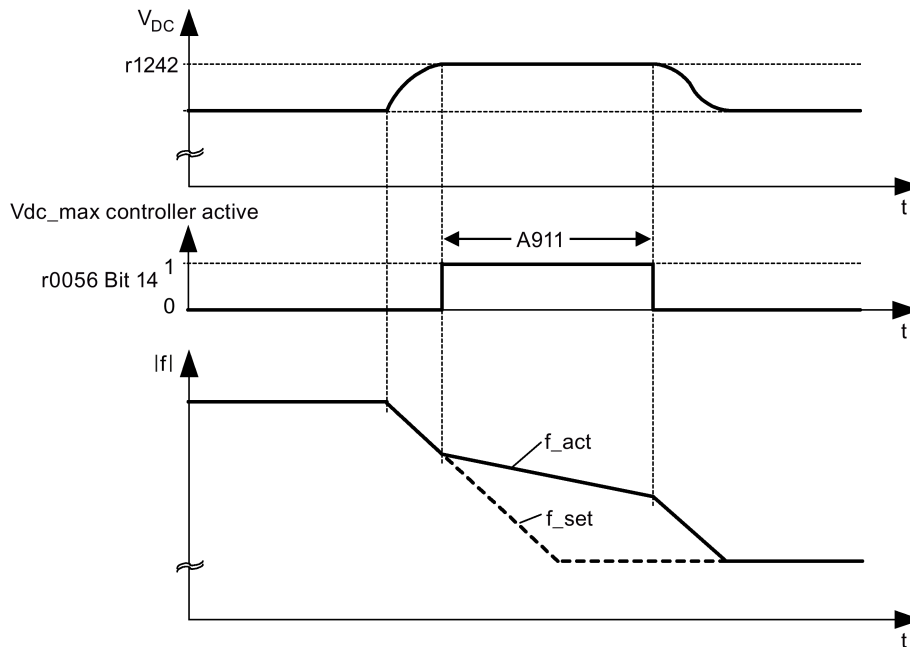 V_DC
r1242
t
Vdc_max controller active
A911
1
r0056 Bit 14
0
t
|f|
f_act
f_set
t